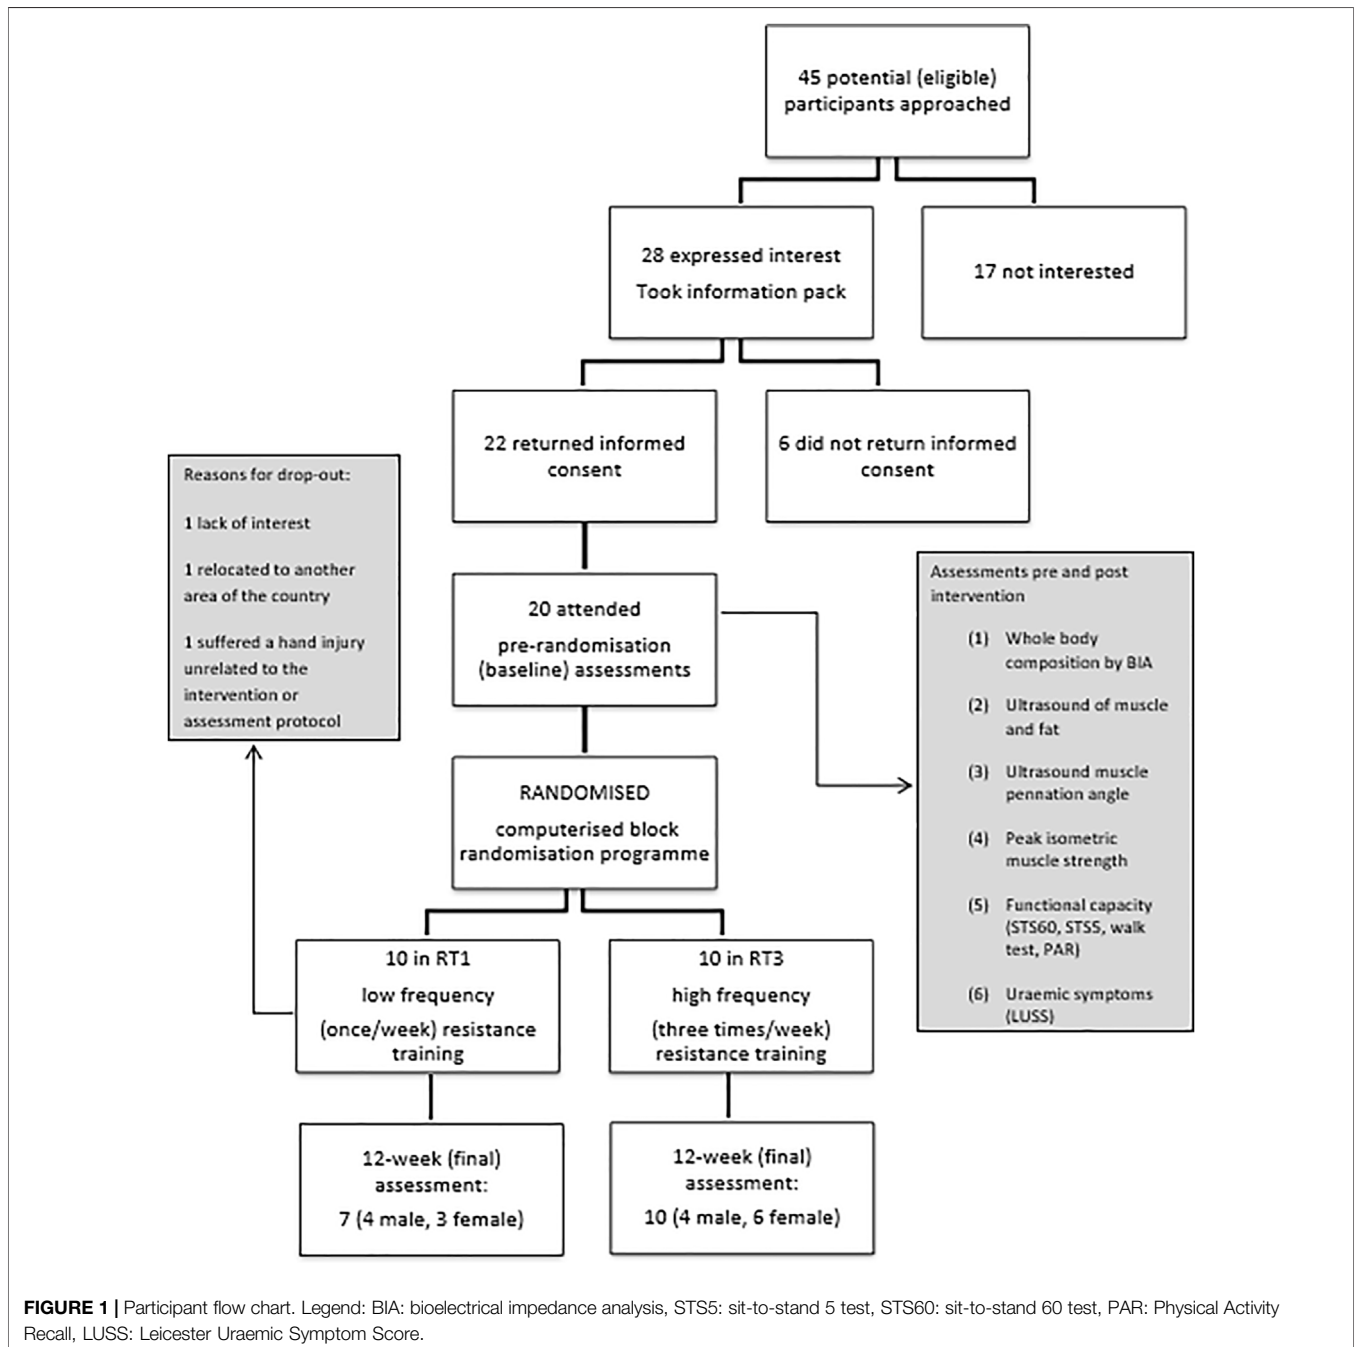 45 potential (eligible)
participants approached
28 expressed interest
Took information pack
17 not interested
22 returned informed
consent
6 did not return informed
consent
Reasons for drop-out:
1 lack of interest
1 relocated to another
area of the country
1 suffered a hand injury
unrelated to the
intervention or
assessment protocol
20 attended
pre-randomisation
(baseline) assessments
Assessments pre and post
intervention
(1) Whole body
composition by BIA
(2) Ultrasound of muscle
and fat
(3) Ultrasound muscle
pennation angle
(4) Peak isometric
muscle strength
(5) Functional capacity
(STS60, STS5, walk
test, PAR)
(6) Uraemic symptoms
(LUSS)
RANDOMISED
computerised block
randomisation programme
10 in RT1
low frequency
(once/week) resistance
training
10 in RT3
high frequency
(three times/week)
resistance training
12-week (final)
assessment:
7 (4 male, 3 female)
12-week (final)
assessment:
10 (4 male, 6 female)
FIGURE 1 | Participant flow chart. Legend: BIA: bioelectrical impedance analysis, STS5: sit-to-stand 5 test, STS60: sit-to-stand 60 test, PAR: Physical Activity
Recall, LUSS: Leicester Uraemic Symptom Score.